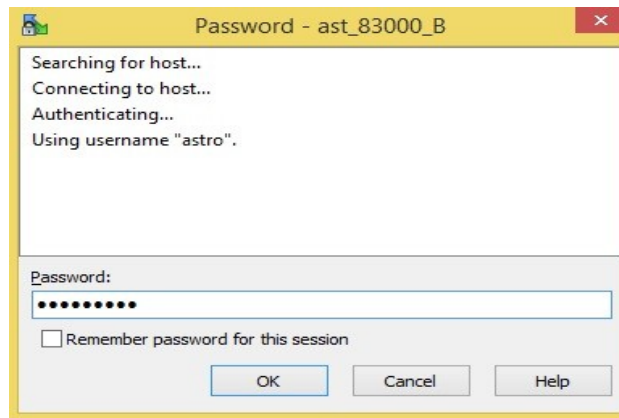 Password - ast_83000_B
Searching for host...
Connecting to host...
Authenticating...
Using username "astro".
Password:
●●●●●●●●●
Remember password for this session
OK Cancel Help